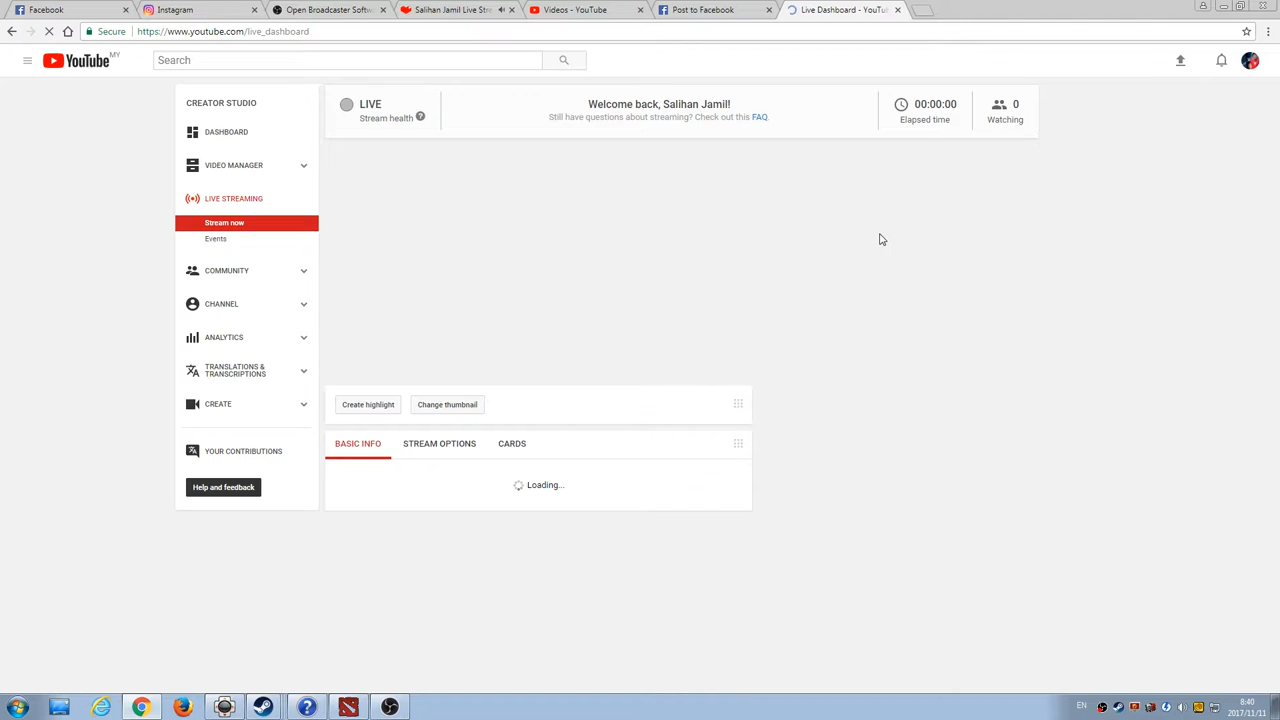 Facebook
Instagram
Open Broadcaster Softw
Salihan Jamil Live Stre
Videos - YouTube
Post to Facebook
Live Dashboard - YouTu
Secure
https://www.youtube.com/live_dashboard
YouTube MY
Search
CREATOR STUDIO
DASHBOARD
VIDEO MANAGER
LIVE STREAMING
Stream now
Events
COMMUNITY
CHANNEL
ANALYTICS
TRANSLATIONS &
TRANSCRIPTIONS
CREATE
YOUR CONTRIBUTIONS
Help and feedback
LIVE
Stream health
Welcome back, Salihan Jamil!
Still have questions about streaming? Check out this FAQ.
00:00:00
Elapsed time
0
Watching
Create highlight
Change thumbnail
BASIC INFO
STREAM OPTIONS
CARDS
Loading...
EN
8:40
2017/11/11